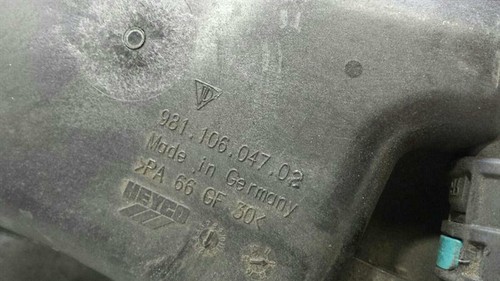 981.106.047.02
Made in Germany
>PA 66 GF 30<
HEYCO